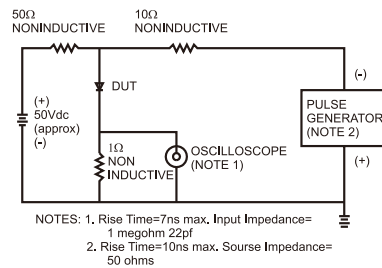 50Ω
NONINDUCTIVE
10Ω
NONINDUCTIVE
(+)
50Vdc
(approx)
(-)
DUT
1Ω
NON
INDUCTIVE
OSCILLOSCOPE
(NOTE 1)
(-)
PULSE
GENERATOR
(NOTE 2)
(+)
NOTES: 1. Rise Time=7ns max. Input Impedance=
1 megohm 22pf
2. Rise Time=10ns max. Sourse Impedance=
50 ohms